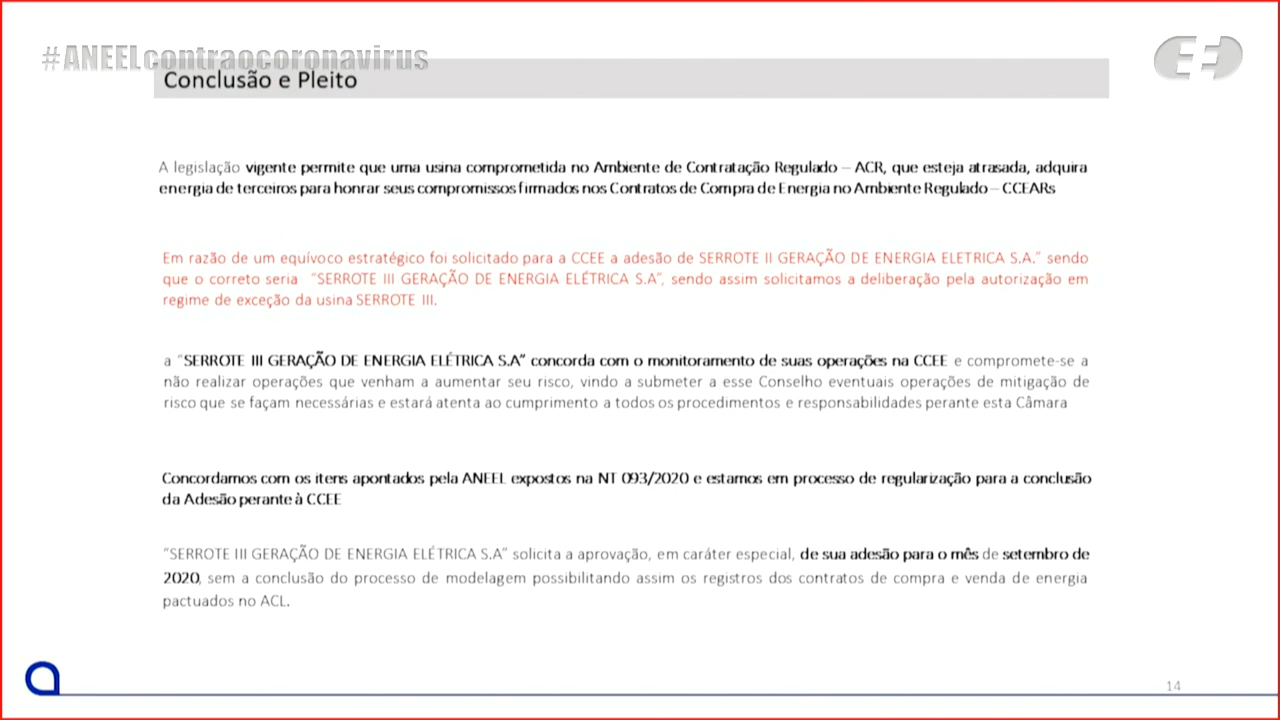 #ANEELcontraocoronavirus
Conclusão e Pleito
A legislação vigente permite que uma usina comprometida no Ambiente de Contratação Regulado – ACR, que esteja atrasada, adquira
energia de terceiros para honrar seus compromissos firmados nos Contratos de Compra de Energia no Ambiente Regulado – CCEARs
Em razão de um equívoco estratégico foi solicitado para a CCEE a adesão de SERROTE II GERAÇÃO DE ENERGIA ELETRICA S.A.” sendo
que o correto seria “SERROTE III GERAÇÃO DE ENERGIA ELÉTRICA S.A”, sendo assim solicitamos a deliberação pela autorização em
regime de exceção da usina SERROTE III.
a “SERROTE III GERAÇÃO DE ENERGIA ELÉTRICA S.A” concorda com o monitoramento de suas operações na CCEE e compromete-se a
não realizar operações que venham a aumentar seu risco, vindo a submeter a esse Conselho eventuais operações de mitigação de
risco que se façam necessárias e estará atenta ao cumprimento a todos os procedimentos e responsabilidades perante esta Câmara
Concordamos com os itens apontados pela ANEEL expostos na NT 093/2020 e estamos em processo de regularização para a conclusão
da Adesão perante à CCEE
“SERROTE III GERAÇÃO DE ENERGIA ELÉTRICA S.A” solicita a aprovação, em caráter especial, de sua adesão para o mês de setembro de
2020, sem a conclusão do processo de modelagem possibilitando assim os registros dos contratos de compra e venda de energia
pactuados no ACL.
14